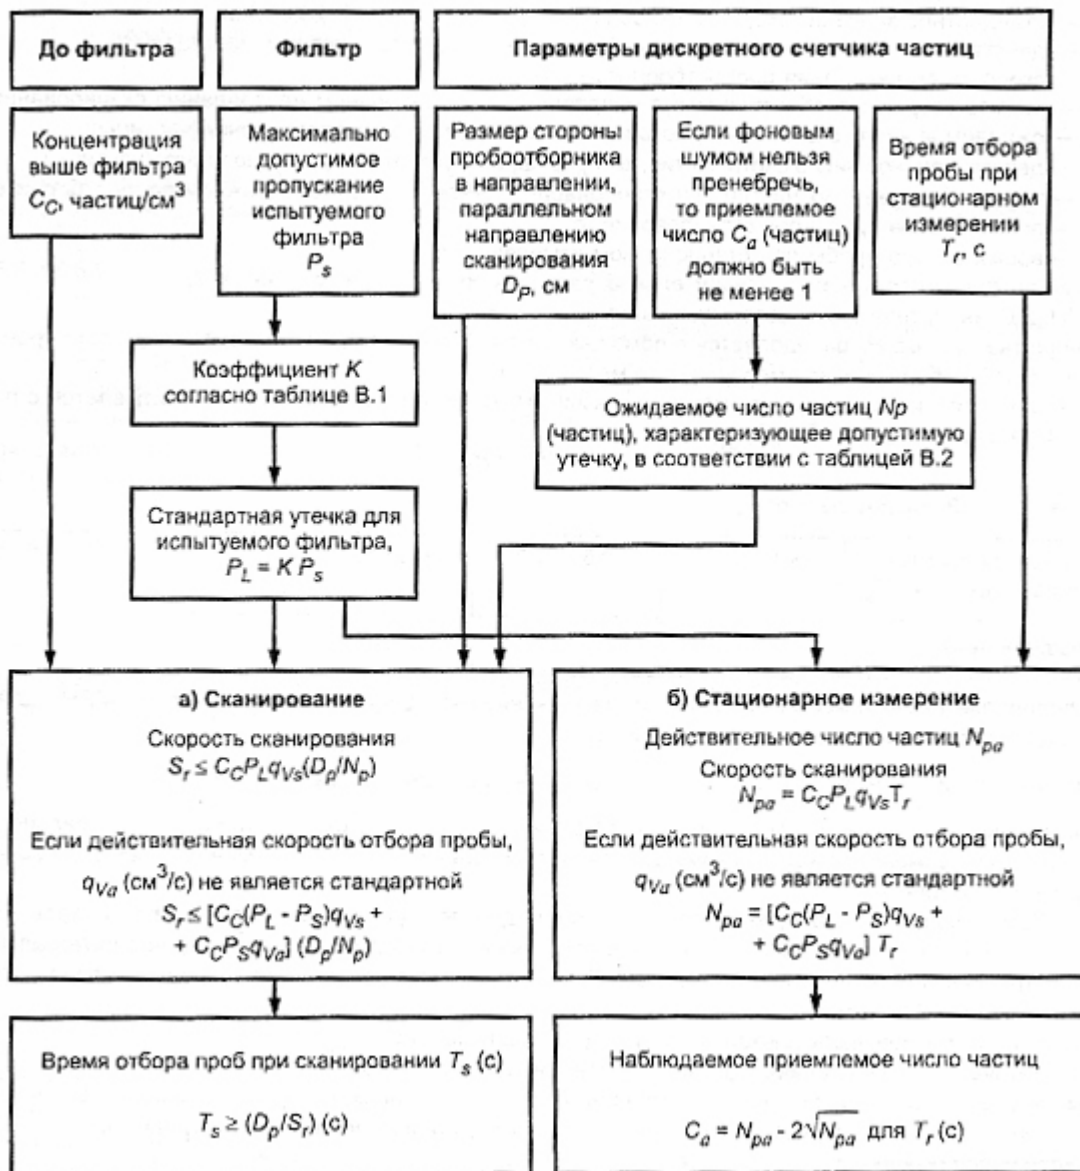 До фильтра
Фильтр
Параметры дискретного счетчика частиц
Концентрация
выше фильтра
C_C, частиц/см³
Максимально
допустимое
пропускание
испытуемого
фильтра
P_s
Размер стороны
пробоотборника
в направлении,
параллельном
направлению
сканирования
D_P, см
Если фоновым
шумом нельзя
пренебречь,
то приемлемое
число C_a (частиц)
должно быть
не менее 1
Время отбора
пробы при
стационарном
измерении
T_r, с
Коэффициент K
согласно таблице В.1
Ожидаемое число частиц Np
(частиц), характеризующее допустимую
утечку, в соответствии с таблицей В.2
Стандартная утечка для
испытуемого фильтра,
P_L = K P_s
а) Сканирование
Скорость сканирования
S_r ≤ C_C P_L q_Vs (D_p/N_p)
Если действительная скорость отбора пробы,
q_Va (см³/с) не является стандартной
S_r ≤ [C_C(P_L - P_S)q_Vs +
+ C_C P_S q_Va] (D_p/N_p)
б) Стационарное измерение
Действительное число частиц N_pa
Скорость сканирования
N_pa = C_C P_L q_Vs T_r
Если действительная скорость отбора пробы,
q_Va (см³/с) не является стандартной
N_pa = [C_C(P_L - P_S)q_Vs +
+ C_C P_S q_Va] T_r
Время отбора проб при сканировании T_s (с)
T_s ≥ (D_p/S_r) (с)
Наблюдаемое приемлемое число частиц
C_a = N_pa - 2√N_pa для T_r (с)